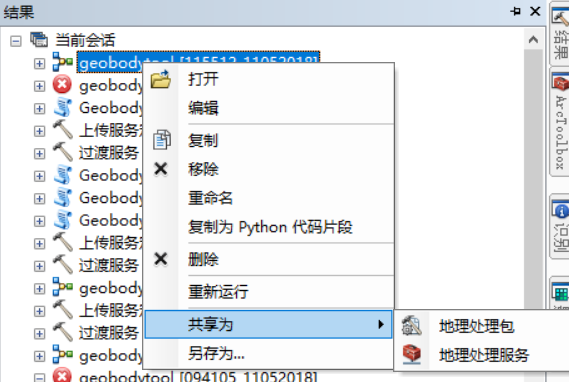 结果
当前会话
geobodytool [115512_11052018]
geobody
Geobody
上传服务
过渡服务
Geobody
Geobody
Geobody
上传服务
过渡服务
geobody
上传服务
过渡服务
geobody
geobodytool [094105_11052018]
打开
编辑
复制
移除
重命名
复制为 Python 代码片段
删除
重新运行
共享为
另存为...
地理处理包
地理处理服务
结果
ArcToolbox
识别